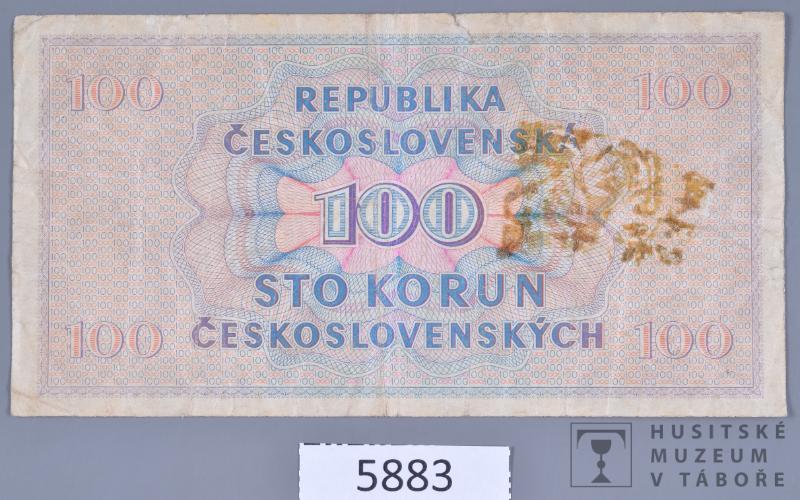 100 100
REPUBLIKA
ČESKOSLOVENSKÁ
100
STO KORUN
ČESKOSLOVENSKÝCH
100 100
5883
HUSITSKÉ
MUZEUM
V TÁBOŘE